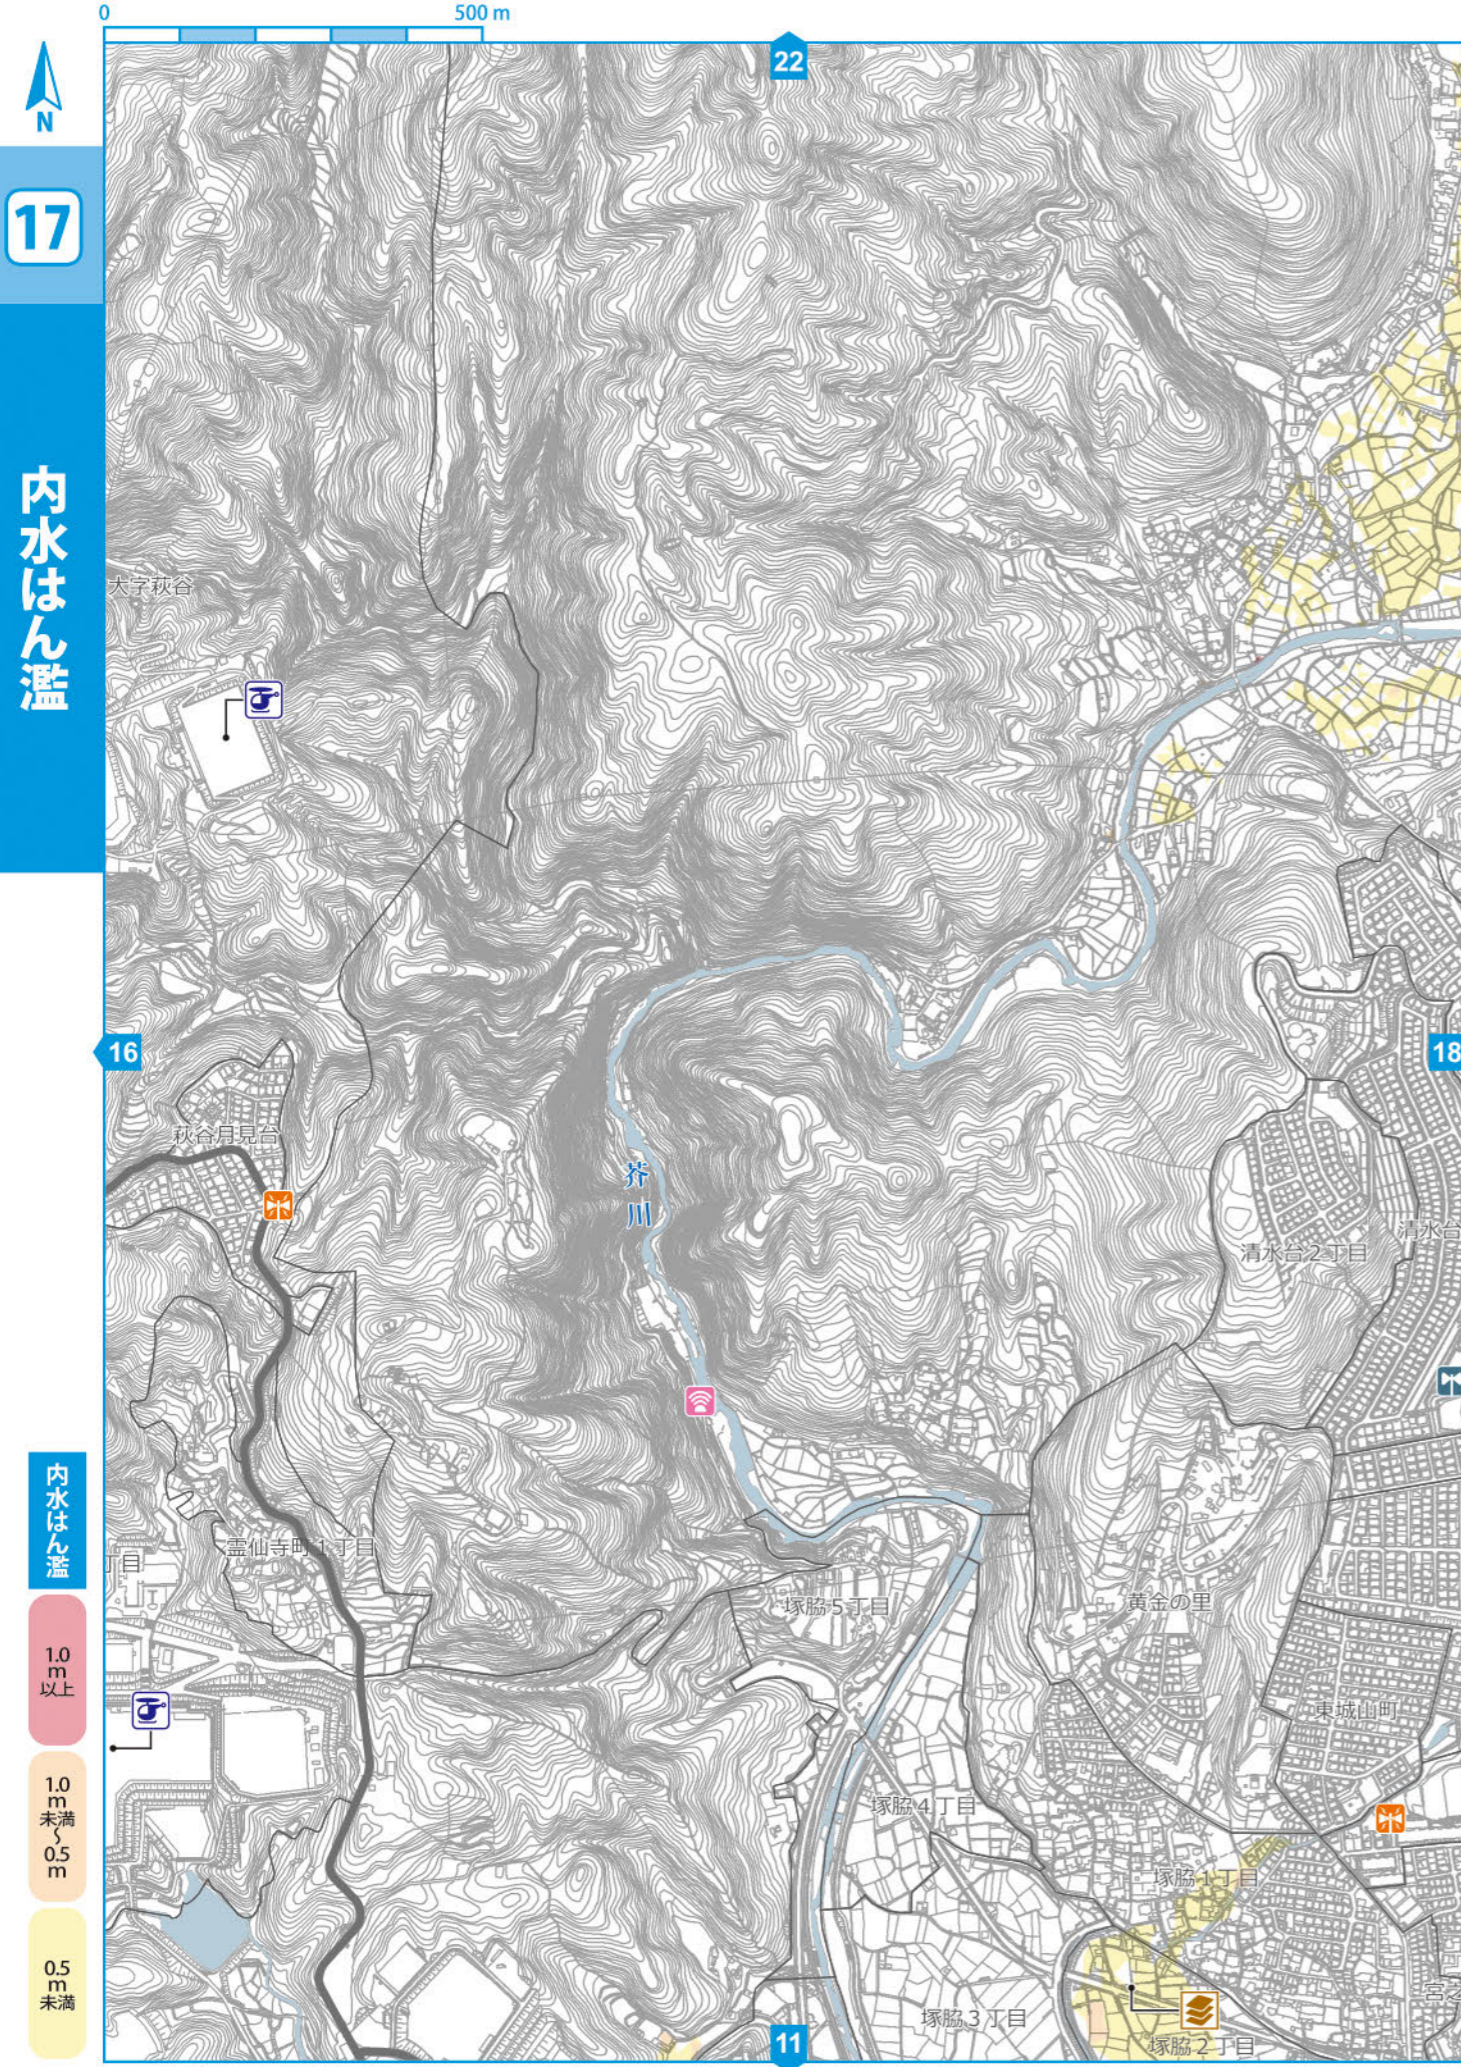 0
500 m
22
N
17
内水はん濫
大字萩谷
16
18
萩谷月見台
芥川
清水台2丁目
清水台
内水はん濫
霊仙寺町1丁目
丁目
塚脇5丁目
黄金の里
1.0
m
以上
東城山町
1.0
m
未満
〜
0.5
m
塚脇4丁目
塚脇1丁目
0.5
m
未満
塚脇3丁目
宮之
11
塚脇2丁目